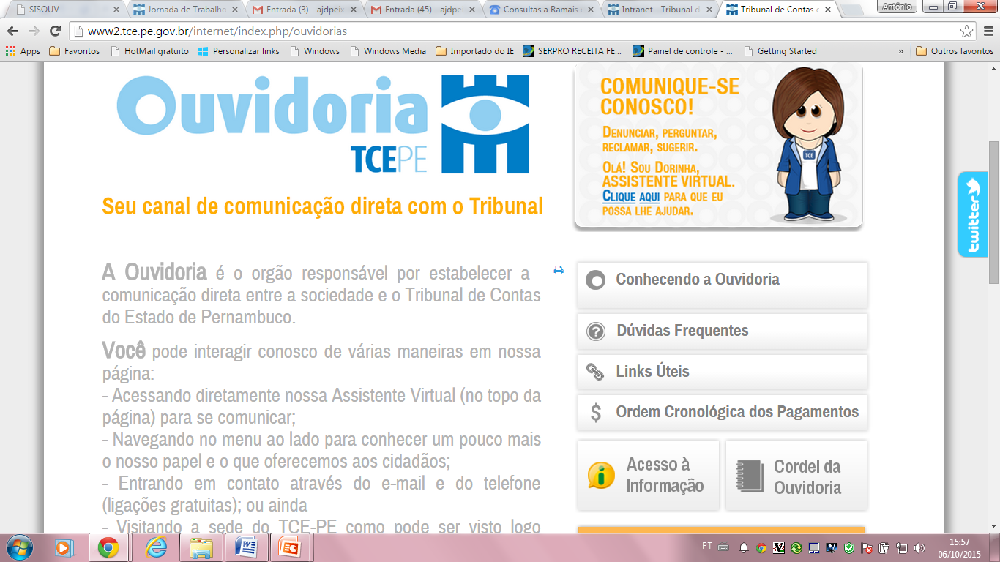 SISOUV
Jornada de Trabalho
Entrada (3) - ajdpeix
Entrada (45) - ajdpei
Consultas a Ramais
Intranet - Tribunal d
Tribunal de Contas
Antônio
www2.tce.pe.gov.br/internet/index.php/ouvidorias
Apps
Favoritos
HotMail gratuito
Personalizar links
Windows
Windows Media
Importado do IE
SERPRO RECEITA FE...
Painel de controle - ...
Getting Started
»
Outros favoritos
Ouvidoria
TCEPE
Seu canal de comunicação direta com o Tribunal
COMUNIQUE-SE
CONOSCO!
DENUNCIAR, PERGUNTAR,
RECLAMAR, SUGERIR.
OLÁ! SOU DORINHA,
ASSISTENTE VIRTUAL.
CLIQUE AQUI PARA QUE EU
POSSA LHE AJUDAR.
TCE
twitter
A Ouvidoria é o orgão responsável por estabelecer a
comunicação direta entre a sociedade e o Tribunal de Contas
do Estado de Pernambuco.
Você pode interagir conosco de várias maneiras em nossa
página:
- Acessando diretamente nossa Assistente Virtual (no topo da
página) para se comunicar;
- Navegando no menu ao lado para conhecer um pouco mais
o nosso papel e o que oferecemos aos cidadãos;
- Entrando em contato através do e-mail e do telefone
(ligações gratuitas); ou ainda
- Visitando a sede do TCE-PE como pode ser visto logo
Conhecendo a Ouvidoria
Dúvidas Frequentes
Links Úteis
$ Ordem Cronológica dos Pagamentos
Acesso à
Informação
Cordel da
Ouvidoria
PT
15:57
06/10/2015